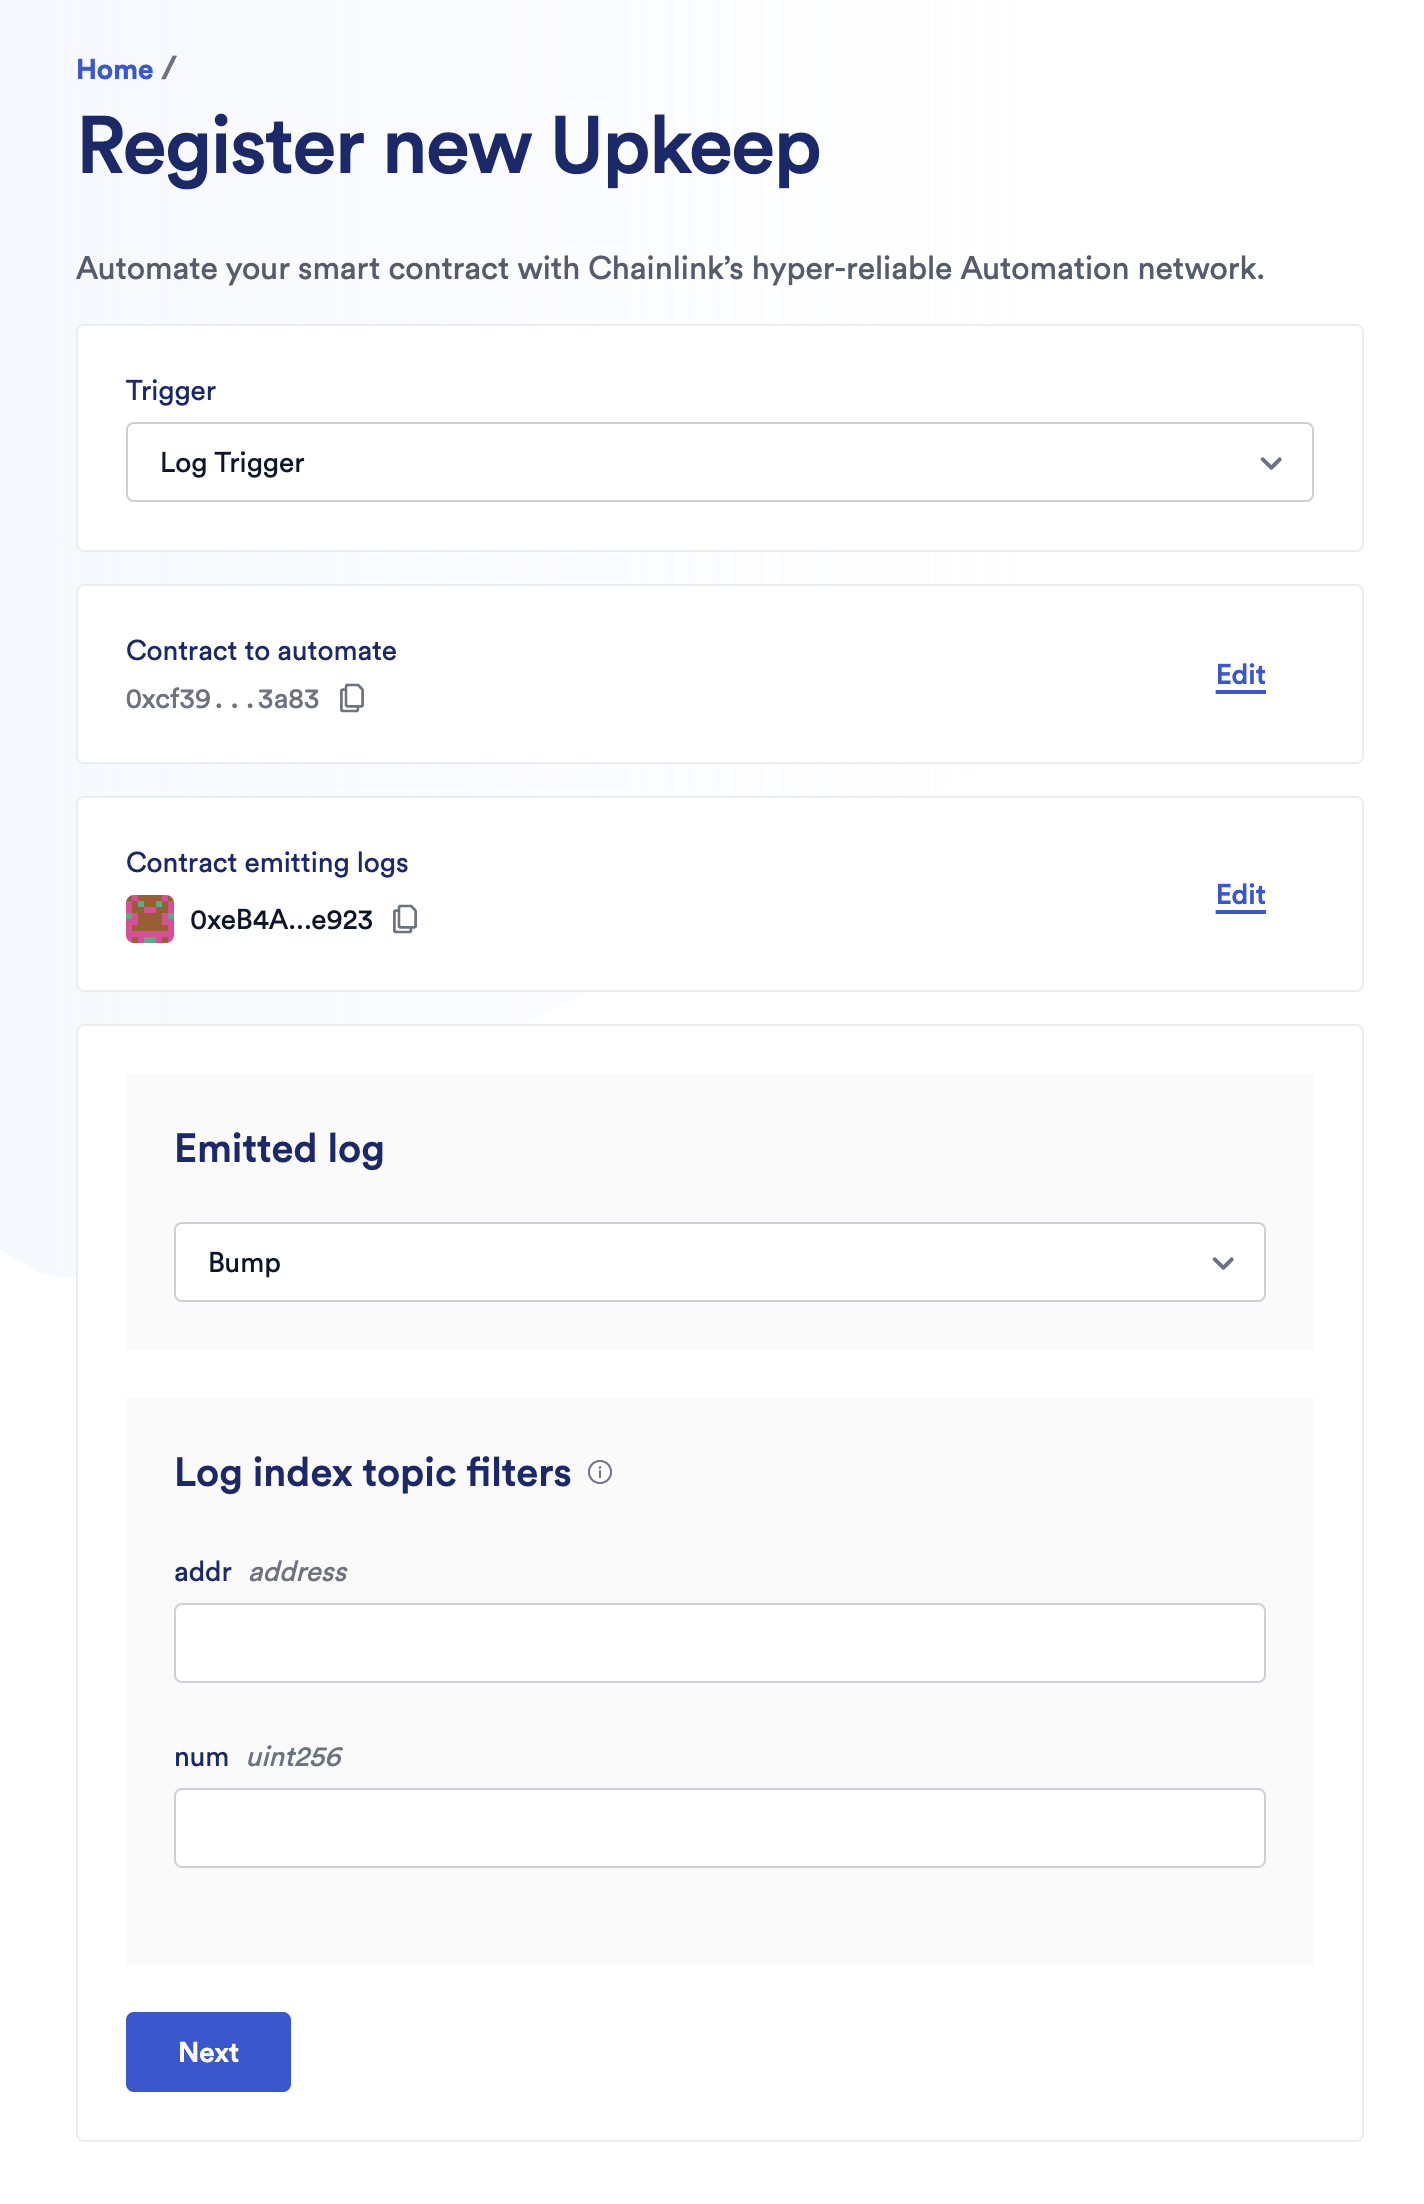 Home /
Register new Upkeep
Automate your smart contract with Chainlink’s hyper-reliable Automation network.
Trigger
Log Trigger
Contract to automate
0xcf39...3a83
Edit
Contract emitting logs
0xeB4A...e923
Edit
Emitted log
Bump
Log index topic filters
addr address
num uint256
Next